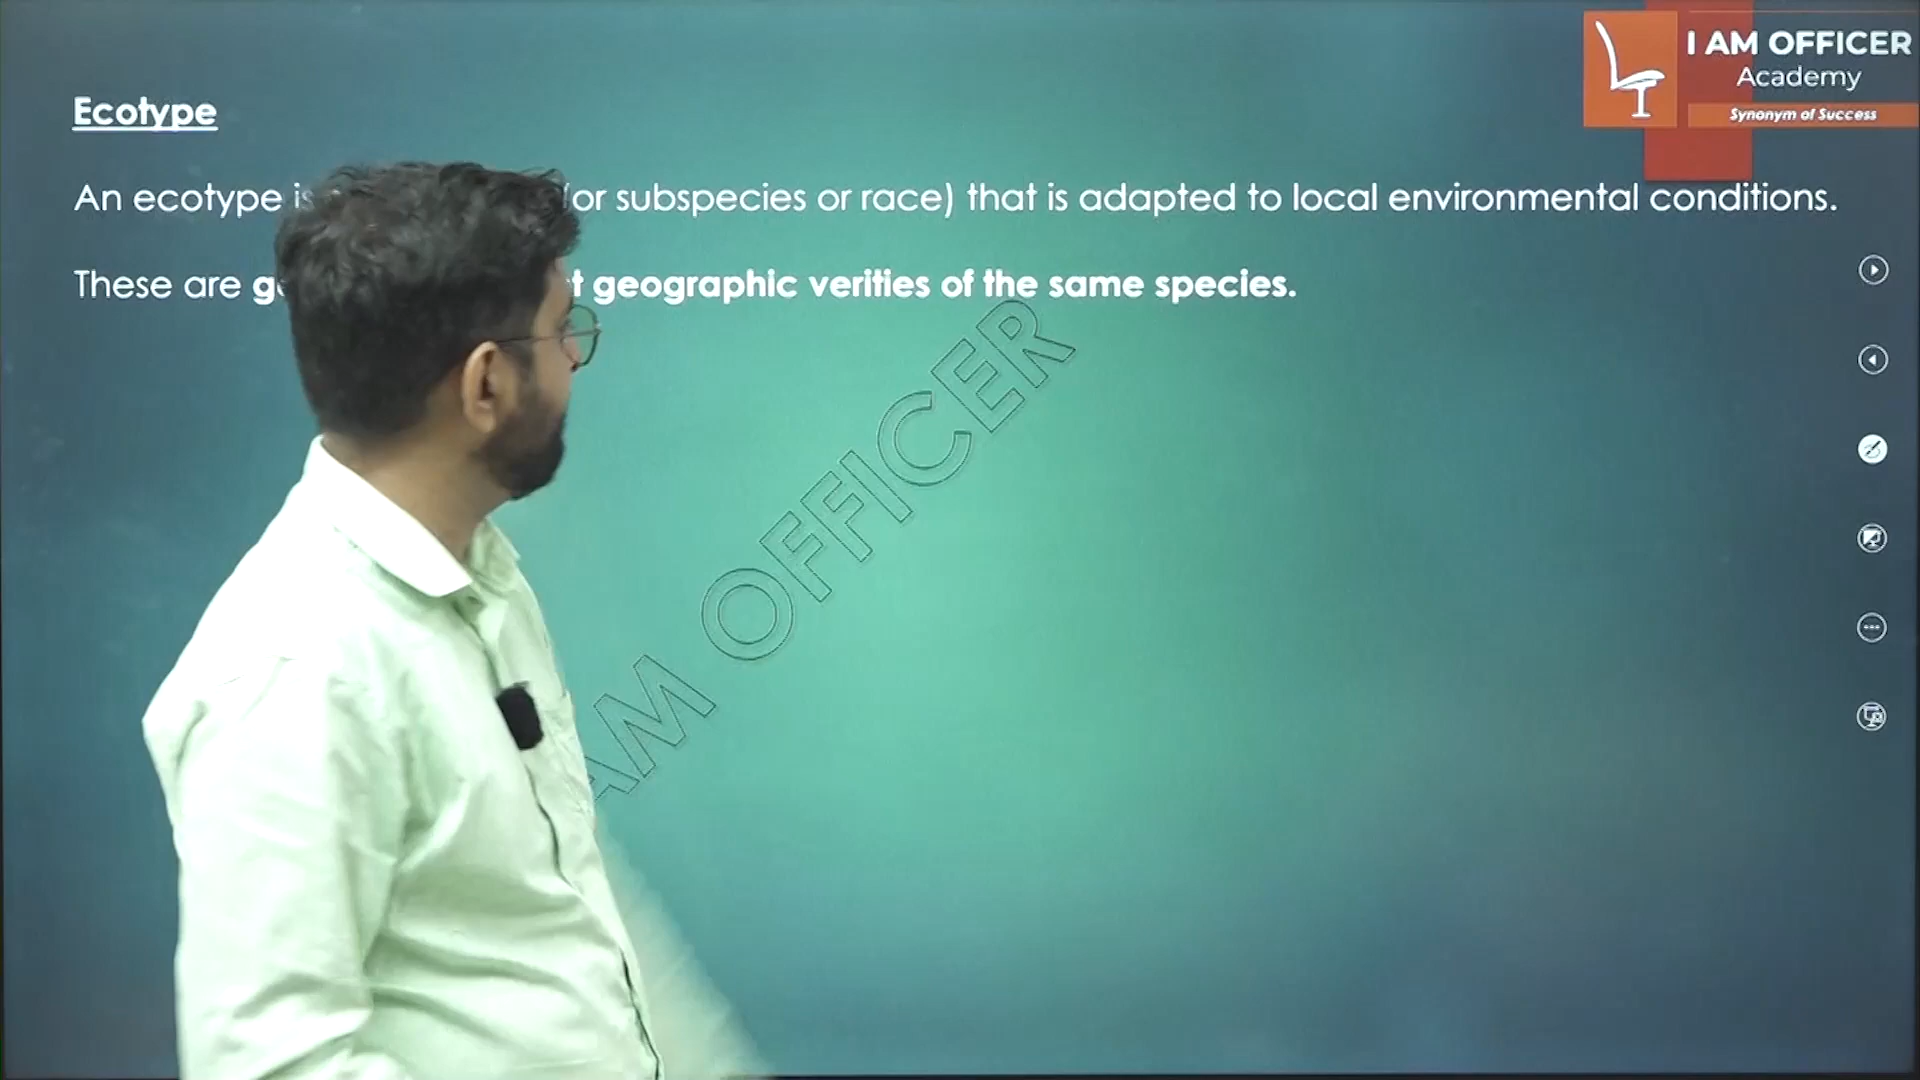 I AM OFFICER
Academy
Synonym of Success
Ecotype
An ecotype is (or subspecies or race) that is adapted to local environmental conditions.
These are geographic verities of the same species.
AM OFFICER